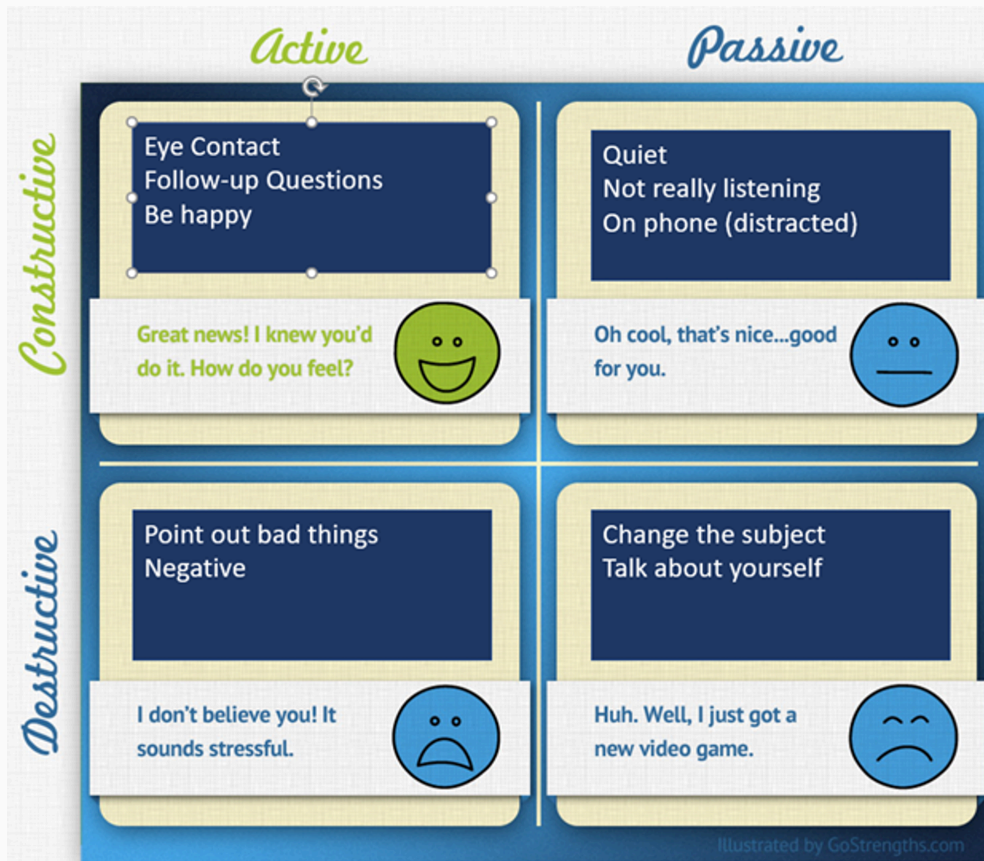 Active
Passive
Constructive
Eye Contact
Follow-up Questions
Be happy
Great news! I knew you'd
do it. How do you feel?
Quiet
Not really listening
On phone (distracted)
Oh cool, that's nice...good
for you.
Destructive
Point out bad things
Negative
I don't believe you! It
sounds stressful.
Change the subject
Talk about yourself
Huh. Well, I just got a
new video game.
Illustrated by GoStrengths.com